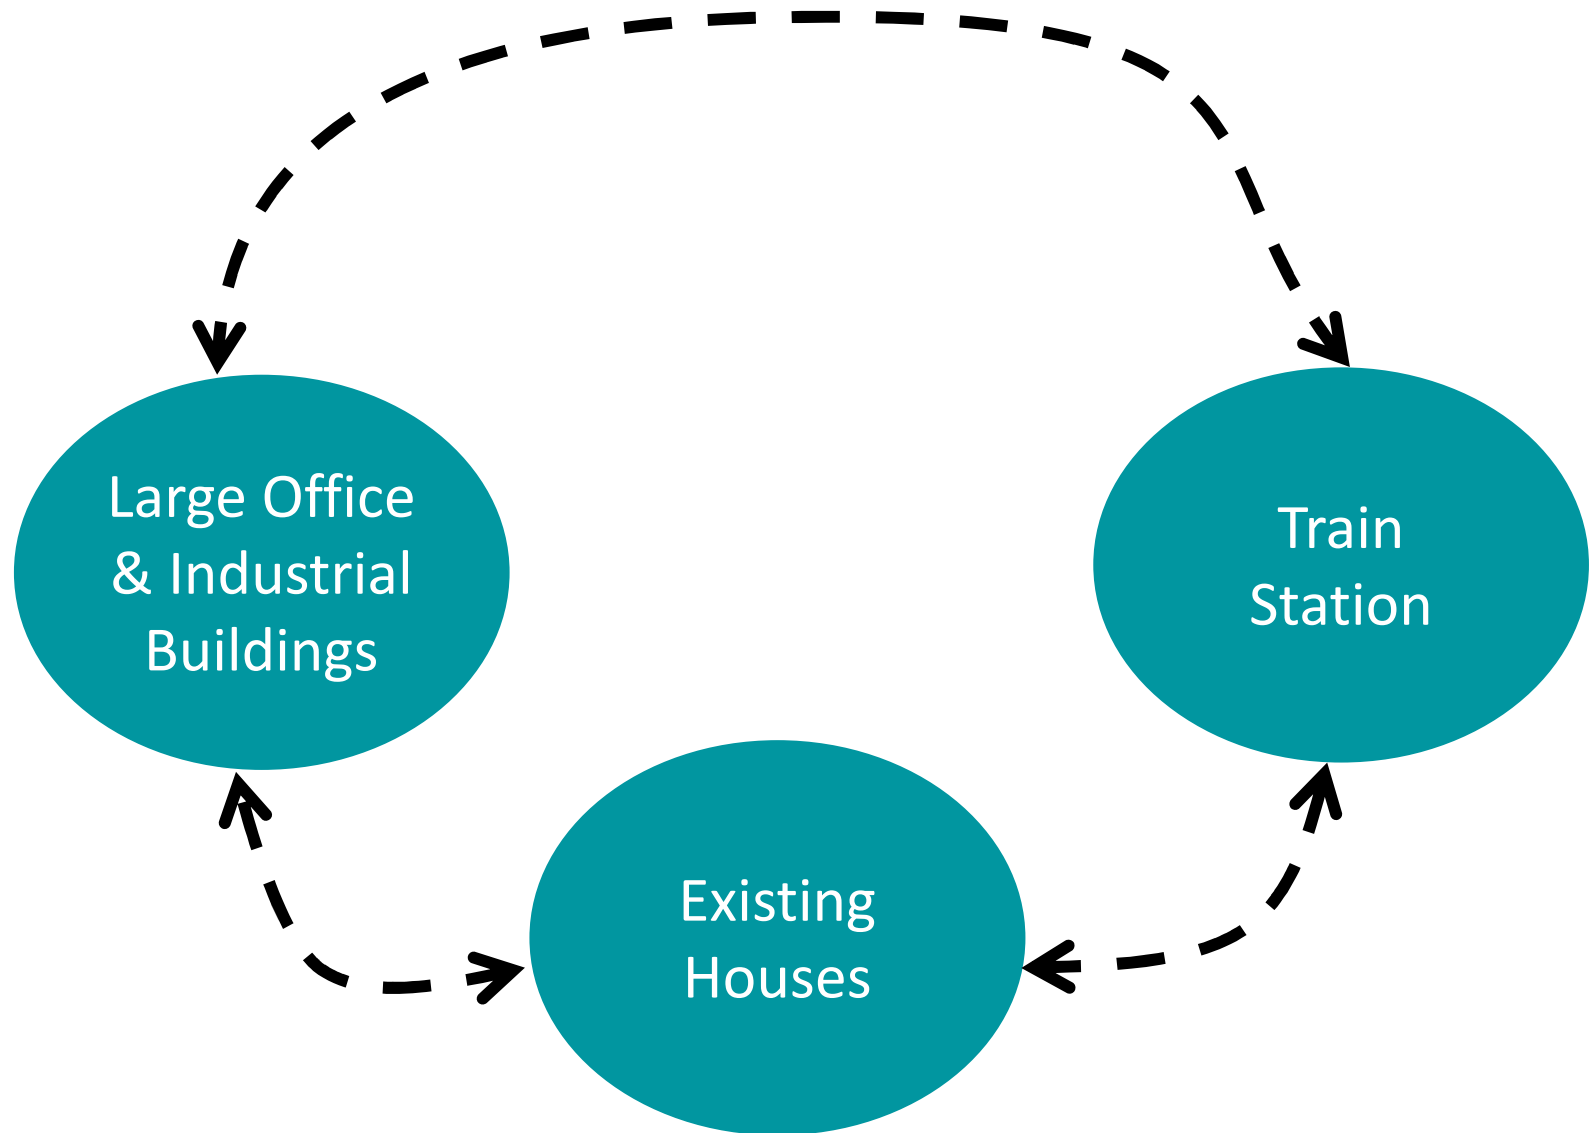 Large Office
& Industrial
Buildings
Train
Station
Existing
Houses